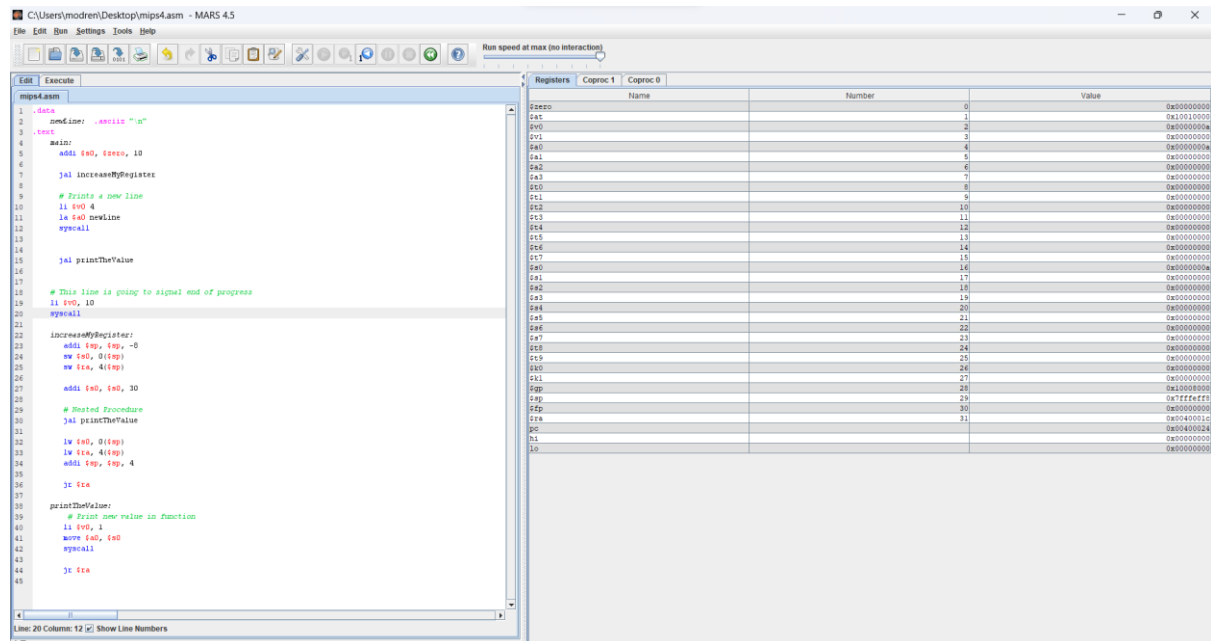 C:\Users\modren\Desktop\mips4.asm - MARS 4.5
File Edit Run Settings Tools Help
Run speed at max (no interaction)
Edit Execute
mips4.asm
1 .data
2 newLine: .asciiz "\n"
3 .text
4 main:
5 addi $s0, $zero, 10
6
7 jal increaseMyRegister
8
9 # Prints a new line
10 li $v0 4
11 la $a0 newLine
12 syscall
13
14
15 jal printTheValue
16
17
18 # This line is going to signal end of progress
19 li $v0, 10
20 syscall
21
22 increaseMyRegister:
23 addi $sp, $sp, -8
24 sw $s0, 0($sp)
25 sw $ra, 4($sp)
26
27 addi $s0, $s0, 30
28
29 # Nested Procedure
30 jal printTheValue
31
32 lw $s0, 0($sp)
33 lw $ra, 4($sp)
34 addi $sp, $sp, 4
35
36 jr $ra
37
38 printTheValue:
39 # Print new value in function
40 li $v0, 1
41 move $a0, $s0
42 syscall
43
44 jr $ra
45
Line: 20 Column: 12 Show Line Numbers
Registers Coproc 1 Coproc 0
Name Number Value
$zero 0 0x00000000
$at 1 0x10010000
$v0 2 0x0000000a
$v1 3 0x00000000
$a0 4 0x0000000a
$a1 5 0x00000000
$a2 6 0x00000000
$a3 7 0x00000000
$t0 8 0x00000000
$t1 9 0x00000000
$t2 10 0x00000000
$t3 11 0x00000000
$t4 12 0x00000000
$t5 13 0x00000000
$t6 14 0x00000000
$t7 15 0x00000000
$s0 16 0x0000000a
$s1 17 0x00000000
$s2 18 0x00000000
$s3 19 0x00000000
$s4 20 0x00000000
$s5 21 0x00000000
$s6 22 0x00000000
$s7 23 0x00000000
$t8 24 0x00000000
$t9 25 0x00000000
$k0 26 0x00000000
$k1 27 0x00000000
$gp 28 0x10008000
$sp 29 0x7fffeff8
$fp 30 0x00000000
$ra 31 0x0040001c
pc 0x00400024
hi 0x00000000
lo 0x00000000